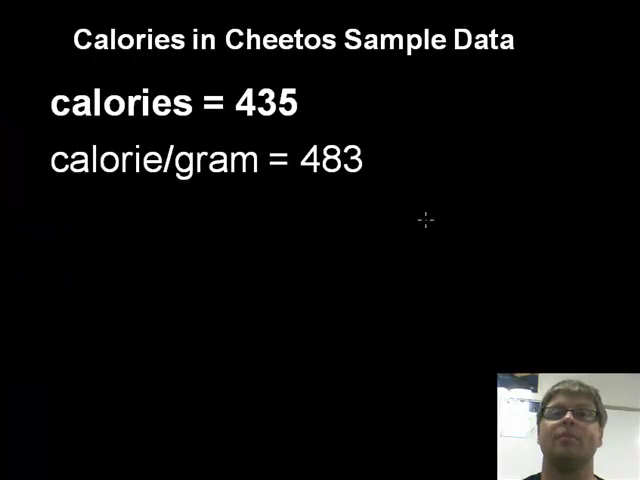 Calories in Cheetos Sample Data
calories = 435
calorie/gram = 483